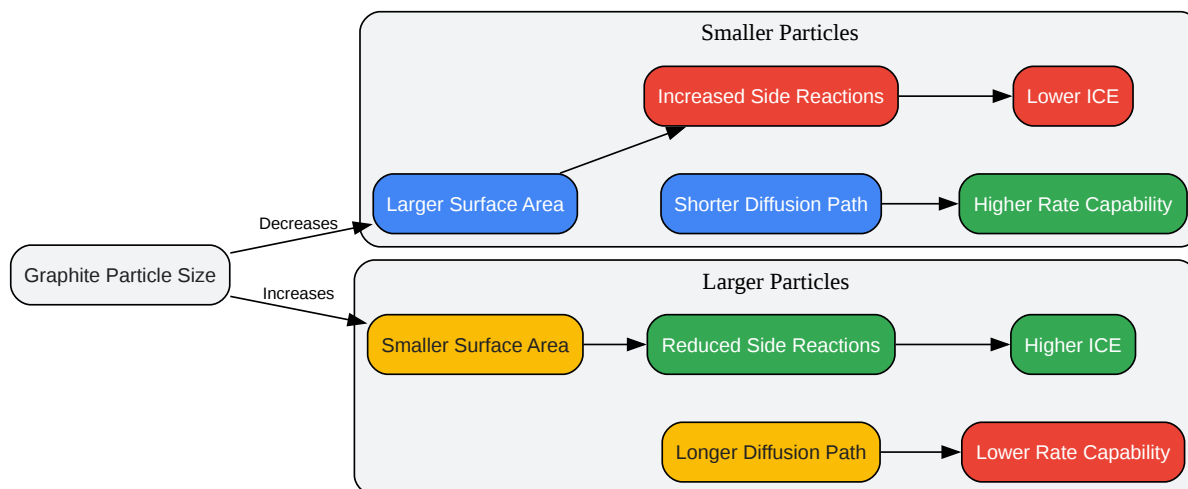 Smaller Particles
Increased Side Reactions
Lower ICE
Larger Surface Area
Shorter Diffusion Path
Higher Rate Capability
Decreases
Graphite Particle Size
Increases
Larger Particles
Smaller Surface Area
Reduced Side Reactions
Higher ICE
Longer Diffusion Path
Lower Rate Capability